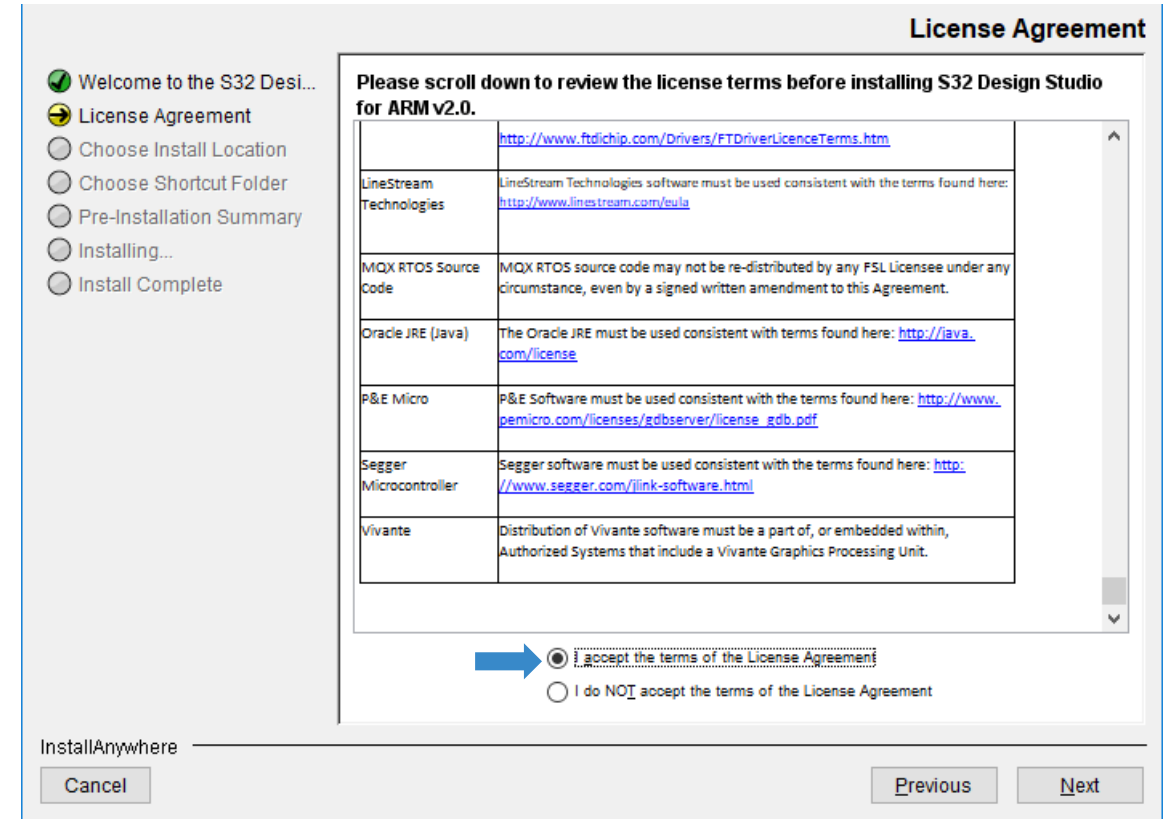 License Agreement
Welcome to the S32 Desi...
License Agreement
Choose Install Location
Choose Shortcut Folder
Pre-Installation Summary
Installing...
Install Complete
Please scroll down to review the license terms before installing S32 Design Studio
for ARM v2.0.
http://www.ftdichip.com/Drivers/FTDriverLicenceTerms.htm
LineStream
Technologies
LineStream Technologies software must be used consistent with the terms found here:
http://www.linestream.com/eula
MQX RTOS Source
Code
MQX RTOS source code may not be re-distributed by any FSL Licensee under any
circumstance, even by a signed written amendment to this Agreement.
Oracle JRE (Java)
The Oracle JRE must be used consistent with terms found here: http://java.
com/license
P&E Micro
P&E Software must be used consistent with the terms found here: http://www.
pemicro.com/licenses/gdbserver/license_gdb.pdf
Segger
Microcontroller
Segger software must be used consistent with the terms found here: http:
//www.segger.com/jlink-software.html
Vivante
Distribution of Vivante software must be a part of, or embedded within,
Authorized Systems that include a Vivante Graphics Processing Unit.
I accept the terms of the License Agreement
I do NOT accept the terms of the License Agreement
InstallAnywhere
Cancel
Previous
Next